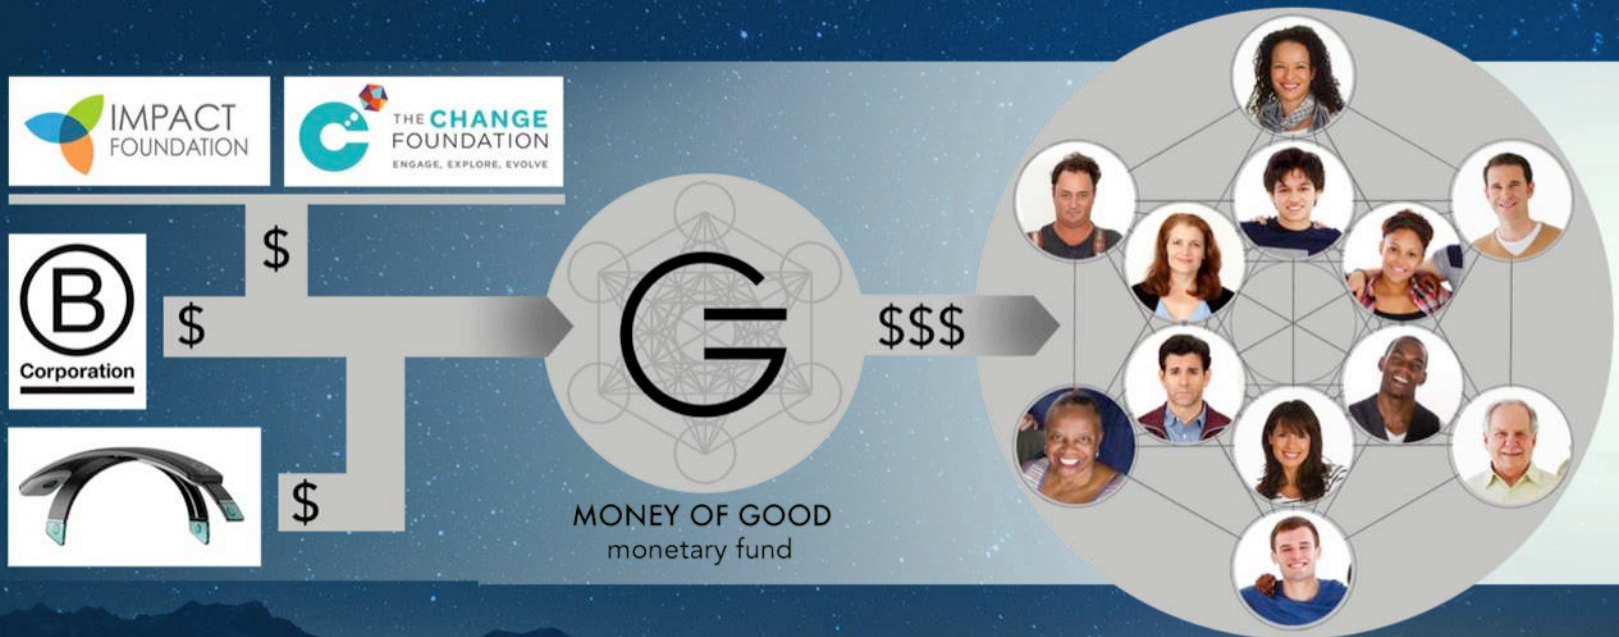 IMPACT
FOUNDATION
THE CHANGE
FOUNDATION
ENGAGE, EXPLORE, EVOLVE
$
B
Corporation
$
$
G
$$$
MONEY OF GOOD
monetary fund